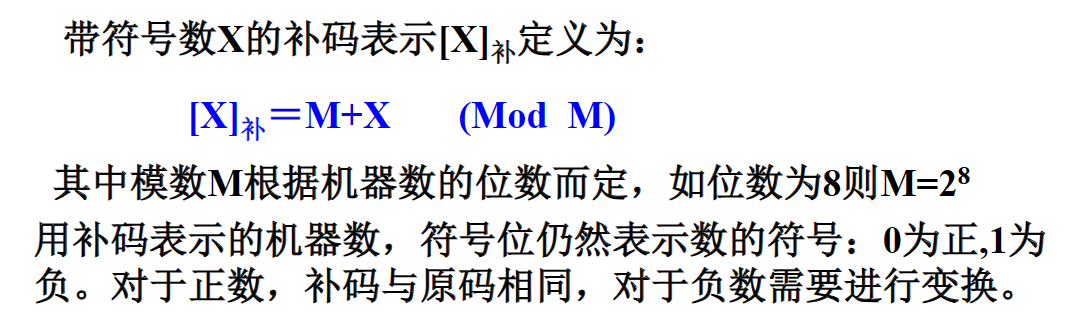 带符号数X的补码表示[X]补定义为：
[X]补＝M+X (Mod M)
其中模数M根据机器数的位数而定，如位数为8则M=2⁸
用补码表示的机器数，符号位仍然表示数的符号：0为正,1为
负。对于正数，补码与原码相同，对于负数需要进行变换。